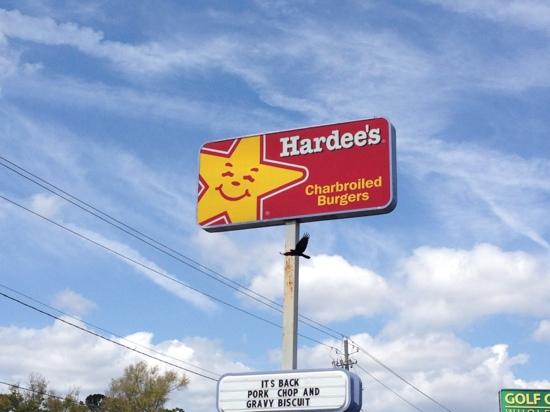 Hardee's®
Charbroiled
Burgers
ITS BACK
PORK CHOP AND
GRAVY BISCUIT
GOLF C